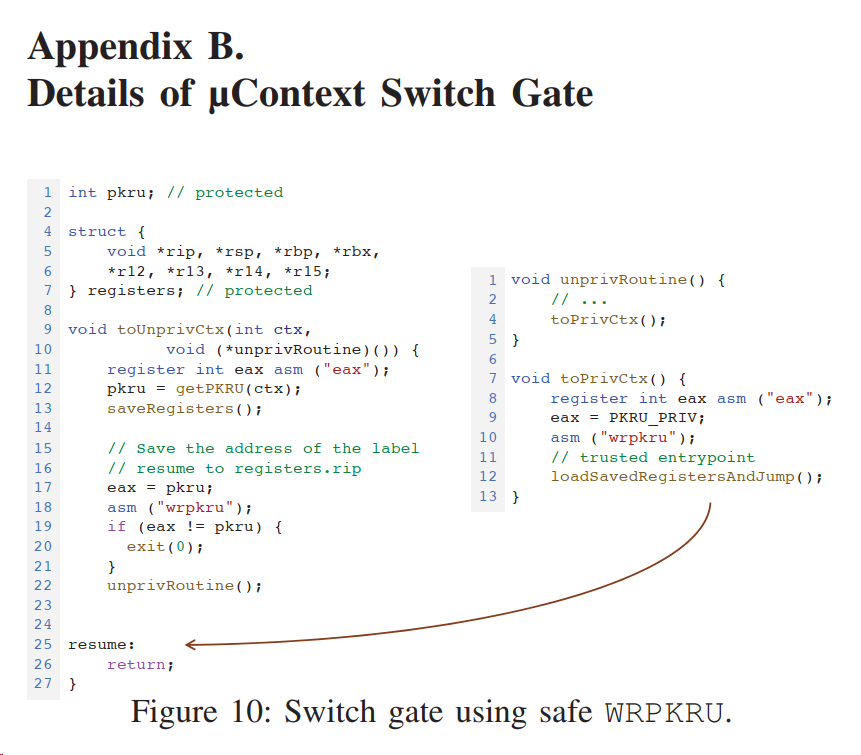 Appendix B.
Details of μContext Switch Gate
1 int pkru; // protected
2
4 struct {
5 void *rip, *rsp, *rbp, *rbx,
6 *r12, *r13, *r14, *r15;
7 } registers; // protected
8
9 void toUnprivCtx(int ctx,
10 void (*unprivRoutine)()) {
11 register int eax asm ("eax");
12 pkru = getPKRU(ctx);
13 saveRegisters();
14
15 // Save the address of the label
16 // resume to registers.rip
17 eax = pkru;
18 asm ("wrpkru");
19 if (eax != pkru) {
20 exit(0);
21 }
22 unprivRoutine();
23
24
25 resume:
26 return;
27 }
1 void unprivRoutine() {
2 // ...
4 toPrivCtx();
5 }
6
7 void toPrivCtx() {
8 register int eax asm ("eax");
9 eax = PKRU_PRIV;
10 asm ("wrpkru");
11 // trusted entrypoint
12 loadSavedRegistersAndJump();
13 }
Figure 10: Switch gate using safe WRPKRU.